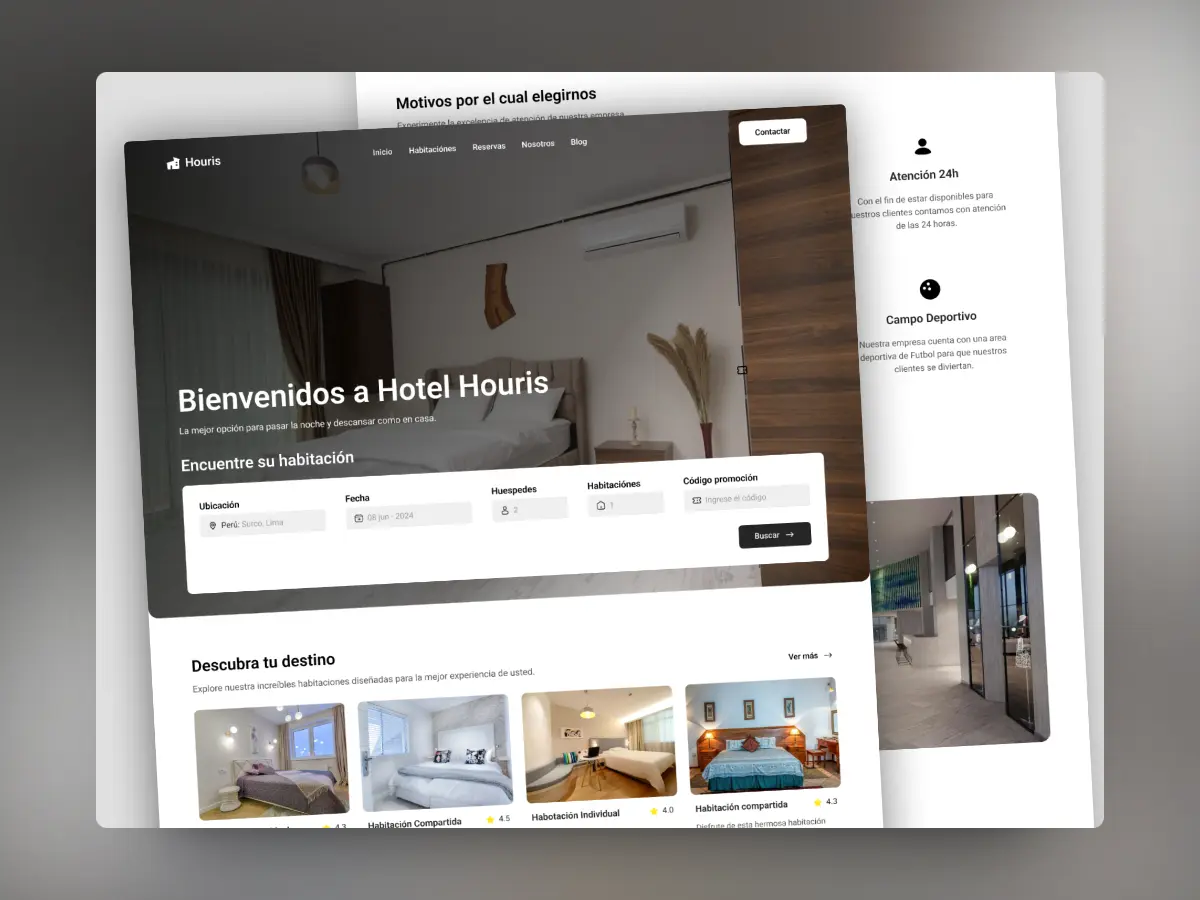 Motivos por el cual elegirnos
Experimente la excelencia de atención de nuestra empresa
Houris
Inicio
Habitaciónes
Reservas
Nosotros
Blog
Contactar
Atención 24h
Con el fin de estar disponibles para
uestros clientes contamos con atención
de las 24 horas.
Campo Deportivo
Nuestra empresa cuenta con una area
deportiva de Futbol para que nuestros
clientes se diviertan.
Bienvenidos a Hotel Houris
La mejor opción para pasar la noche y descansar como en casa.
Encuentre su habitación
Ubicación
Perú: Surco, Lima
Fecha
08 jun - 2024
Huespedes
2
Habitaciónes
1
Código promoción
Ingrese el código
Buscar
Descubra tu destino
Explore nuestra increíbles habitaciones diseñadas para la mejor experiencia de usted.
Ver más
4.3
Habitación Compartida
4.5
Habotación Individual
4.0
Habitación compartida
4.3
Disfrute de esta hermosa habitación